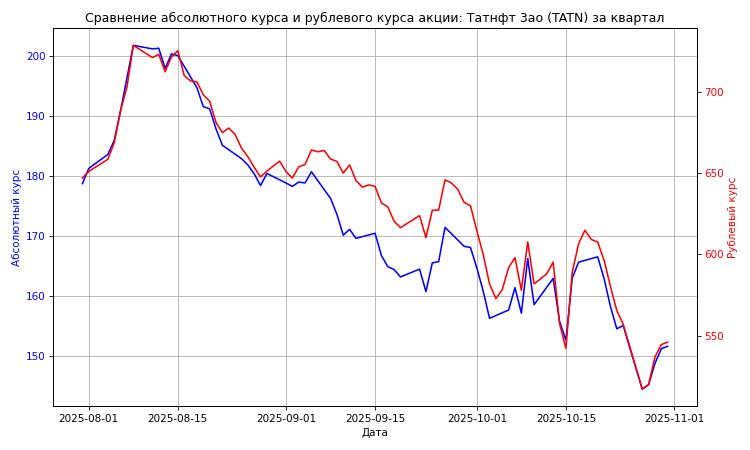 Сравнение абсолютного курса и рублевого курса акции: Татнфт 3ао (TATN) за квартал
Абсолютный курс
200
190
180
170
160
150
700
650
600
550
Рублевый курс
2025-08-01 2025-08-15 2025-09-01 2025-09-15 2025-10-01 2025-10-15 2025-11-01
Дата